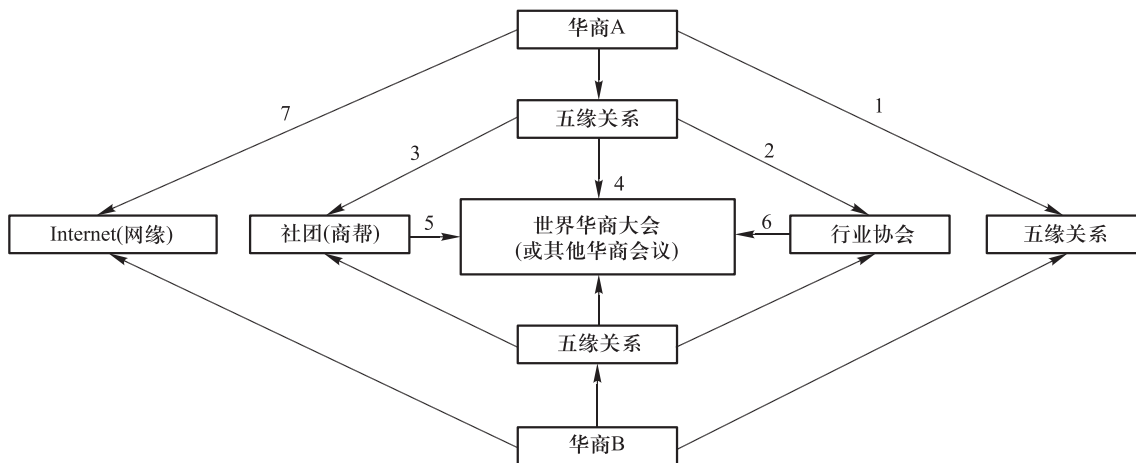 华商A
7
1
五缘关系
3
2
4
Internet(网缘)
社团(商帮)
5
世界华商大会
(或其他华商会议)
6
行业协会
五缘关系
五缘关系
华商B